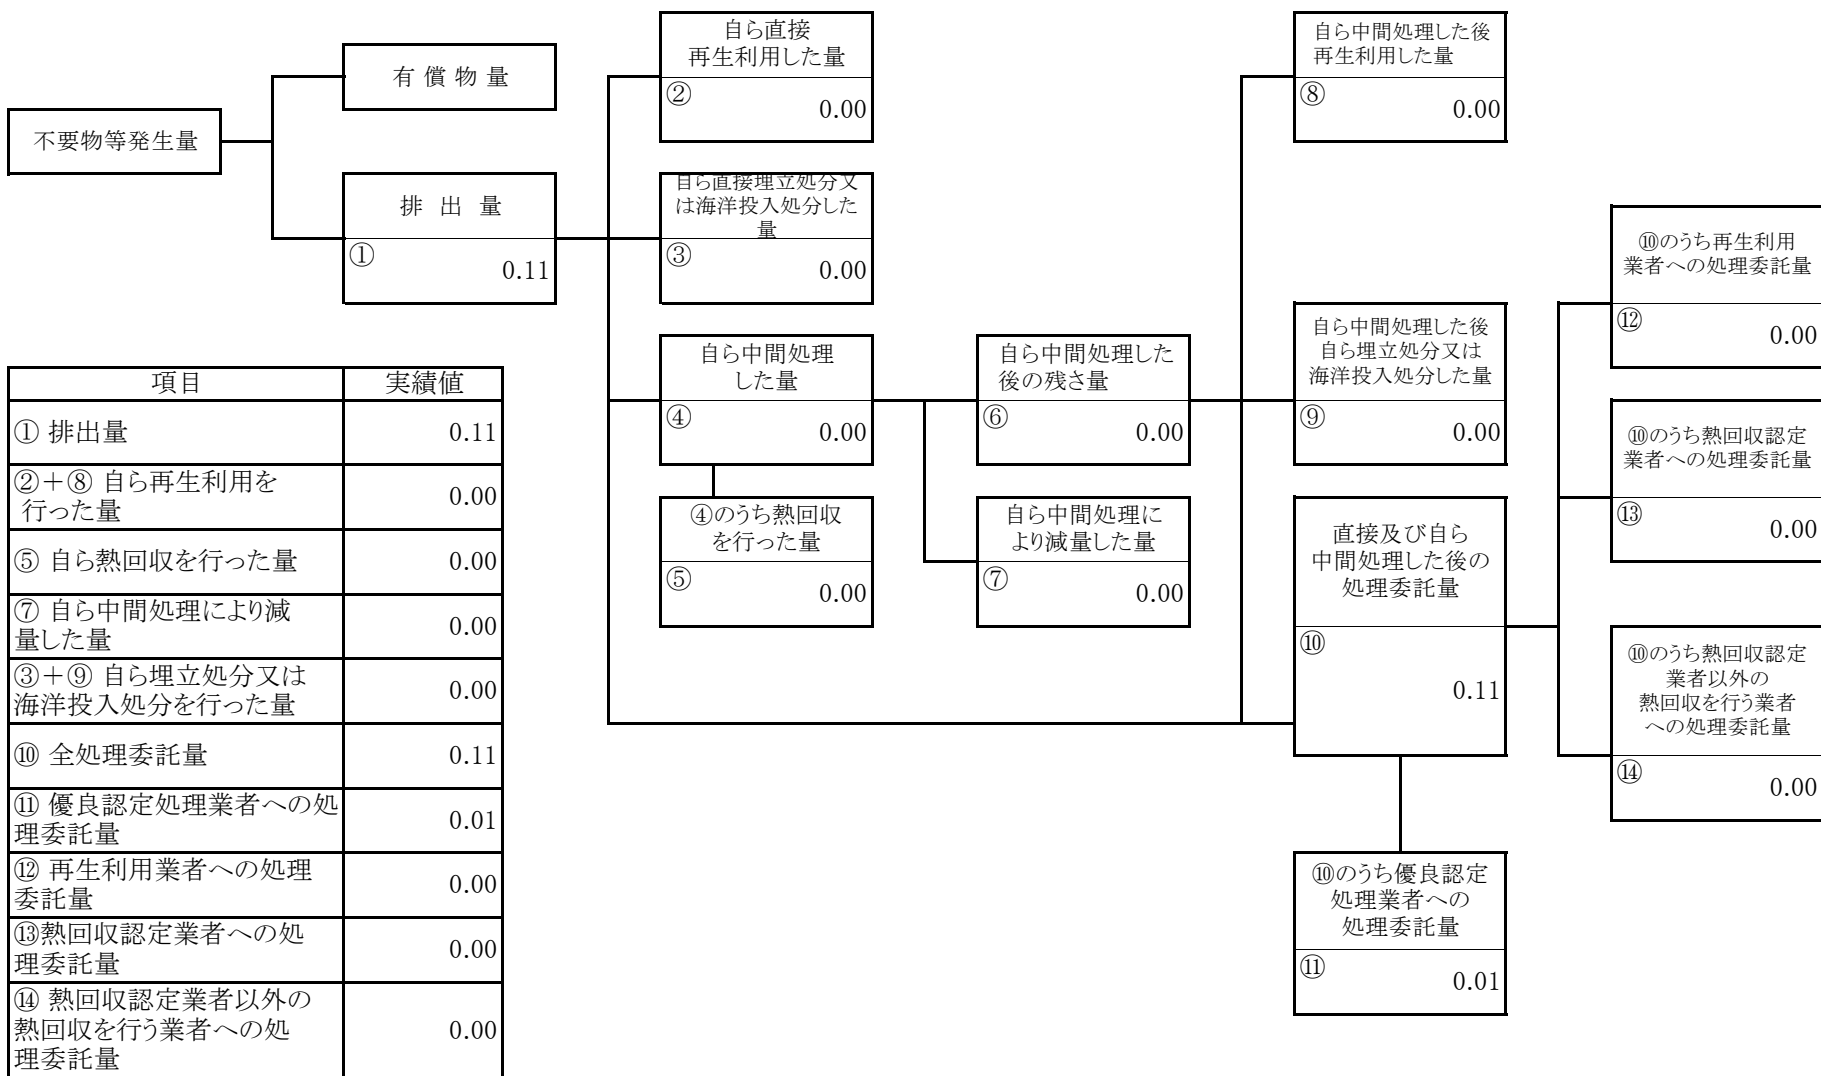 不要物等発生量
有償物量
排出量
①
0.11
自ら直接
再生利用した量
②
0.00
自ら直接埋立処分又
は海洋投入処分した
量
③
0.00
自ら中間処理
した量
④
0.00
④のうち熱回収
を行った量
⑤
0.00
自ら中間処理した
後の残さ量
⑥
0.00
自ら中間処理に
より減量した量
⑦
0.00
自ら中間処理した後
再生利用した量
⑧
0.00
自ら中間処理した後
自ら埋立処分又は
海洋投入処分した量
⑨
0.00
直接及び自ら
中間処理した後の
処理委託量
⑩
0.11
⑩のうち優良認定
処理業者への
処理委託量
⑪
0.01
⑩のうち再生利用
業者への処理委託量
⑫
0.00
⑩のうち熱回収認定
業者への処理委託量
⑬
0.00
⑩のうち熱回収認定
業者以外の
熱回収を行う業者
への処理委託量
⑭
0.00
項目 実績値
① 排出量 0.11
②+⑧ 自ら再生利用を
行った量 0.00
⑤ 自ら熱回収を行った量 0.00
⑦ 自ら中間処理により減
量した量 0.00
③+⑨ 自ら埋立処分又は
海洋投入処分を行った量 0.00
⑩ 全処理委託量 0.11
⑪ 優良認定処理業者への処
理委託量 0.01
⑫ 再生利用業者への処理
委託量 0.00
⑬熱回収認定業者への処
理委託量 0.00
⑭ 熱回収認定業者以外の
熱回収を行う業者への処
理委託量 0.00